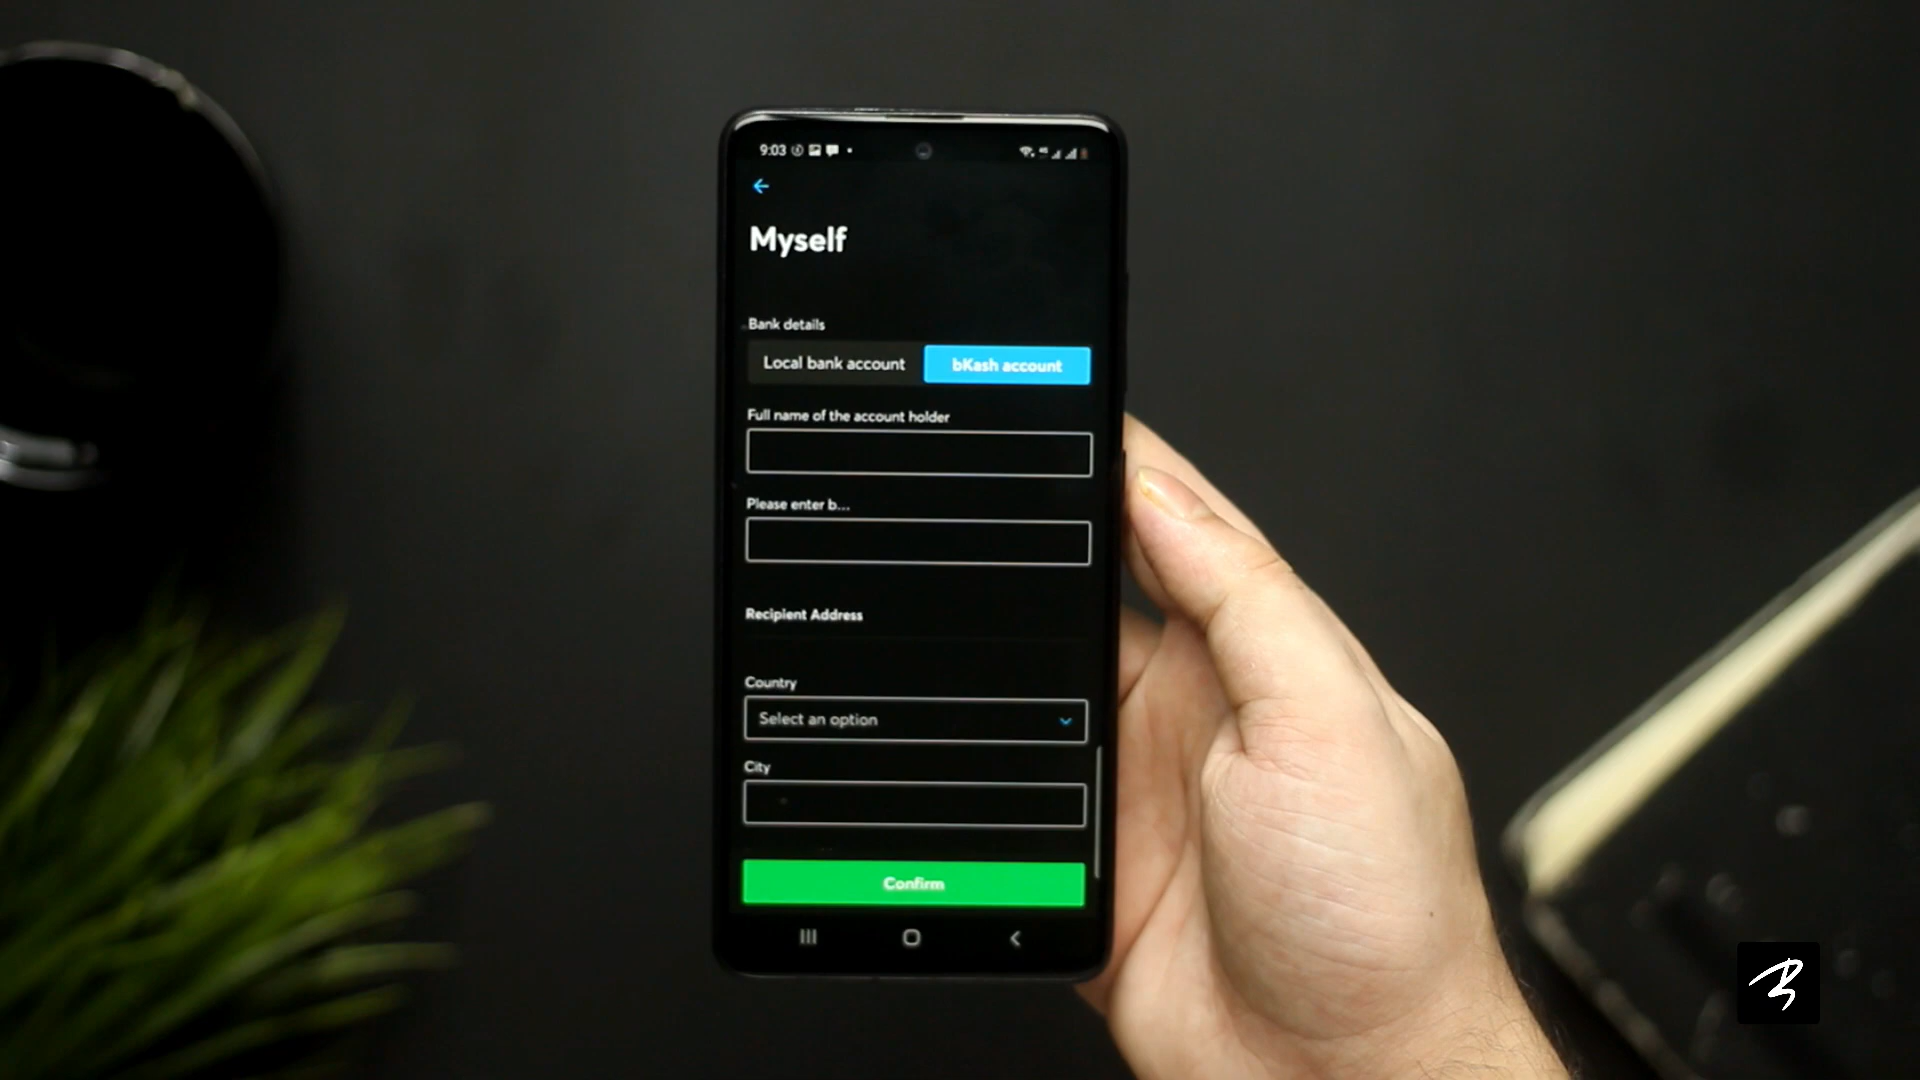 9:03
Myself
Bank details
Local bank account
bKash account
Full name of the account holder
Please enter b...
Recipient Address
Country
Select an option
City
Confirm